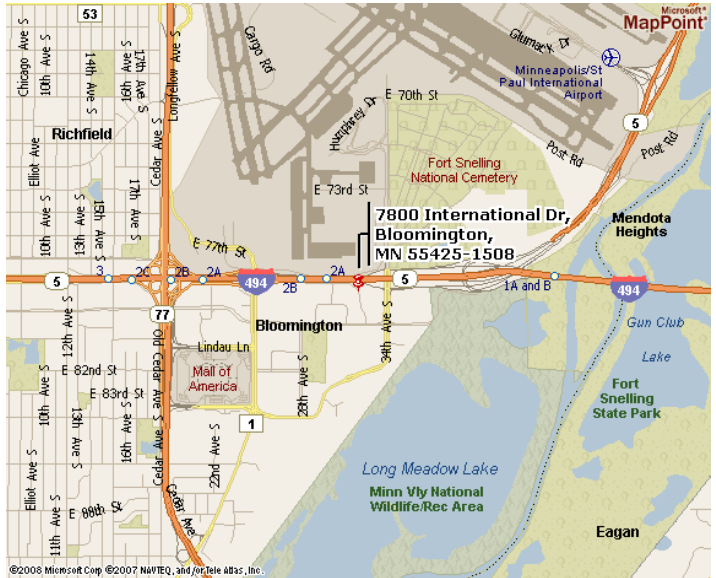 Microsoft®
MapPoint®
53
Chicago Ave S
10th Ave S
14th Ave S
16th Ave S
17th Ave S
Longfellow Ave S
Cargo Rd
Glumack Dr
Minneapolis/St
Paul International
Airport
E 70th St
Humphrey Dr
5
Post Rd
Post Rd
Richfield
Cedar Ave S
Elliot Ave S
Fort Snelling
National Cemetery
E 73rd St
17th Ave S
15th Ave S
10th Ave S
13th Ave S
16th Ave S
7800 International Dr,
Bloomington,
MN 55425-1508
Mendota
Heights
E 77th St
5
3
2C
2B
2A
494
2B
2A
5
1A and B
494
77
Bloomington
Gun Club
Lake
12th Ave S
Old Cedar Ave S
Lindau Ln
34th Ave S
E 82nd St
Mall of
America
28th Ave S
E 83rd St
Fort
Snelling
State Park
10th Ave S
13th Ave S
16th Ave S
Cedar Ave S
1
22nd Ave S
Long Meadow Lake
Minn Vly National
Wildlife/Rec Area
Elliot Ave S
E 88th St
Cedar Ave
11th Ave S
Eagan
©2008 Microsoft Corp ©2007 NAVTEQ, and/or Tele Atlas, Inc.